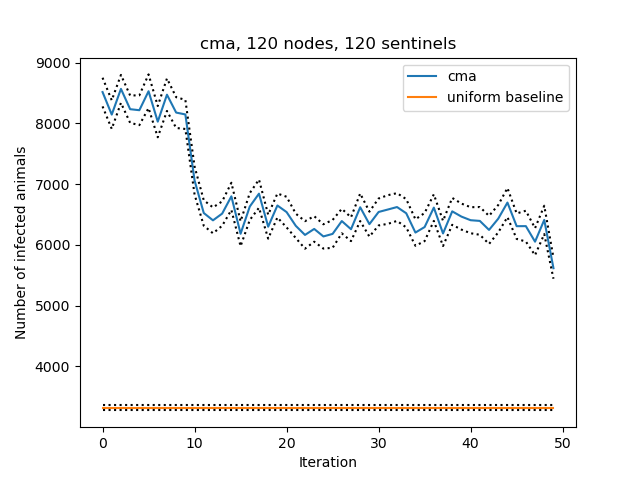 cma, 120 nodes, 120 sentinels
9000
8000
7000
6000
5000
4000
Number of infected animals
cma
uniform baseline
0
10
20
30
40
50
Iteration